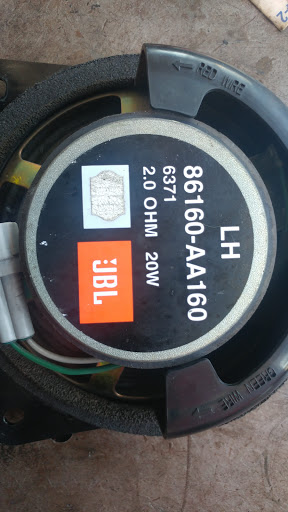 RED WIRE
LH
86160-AA160
6371
2.0 OHM 20W
JBL
GREEN WIRE